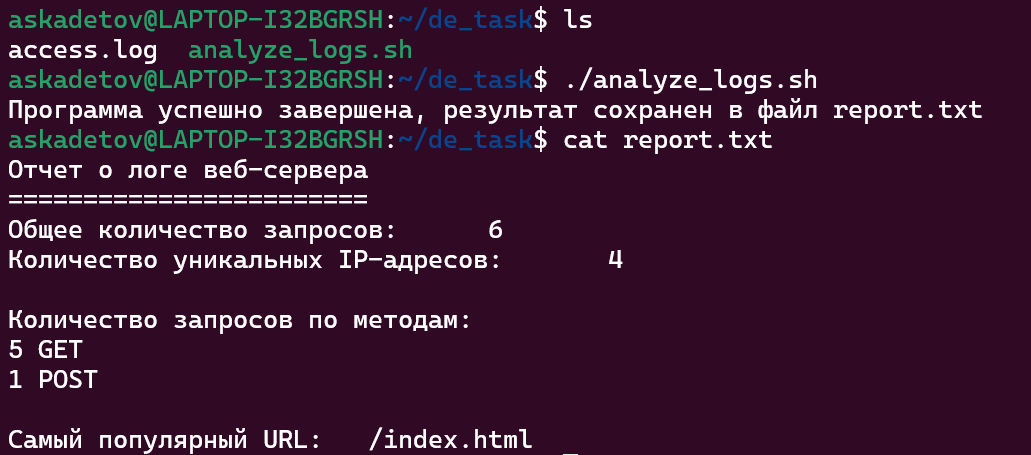 askadetov@LAPTOP-I32BGRSH:~/de_task$ ls
access.log  analyze_logs.sh
askadetov@LAPTOP-I32BGRSH:~/de_task$ ./analyze_logs.sh
Программа успешно завершена, результат сохранен в файл report.txt
askadetov@LAPTOP-I32BGRSH:~/de_task$ cat report.txt
Отчет о логе веб-сервера
========================
Общее количество запросов:      6
Количество уникальных IP-адресов:       4
Количество запросов по методам:
5 GET
1 POST
Самый популярный URL:   /index.html